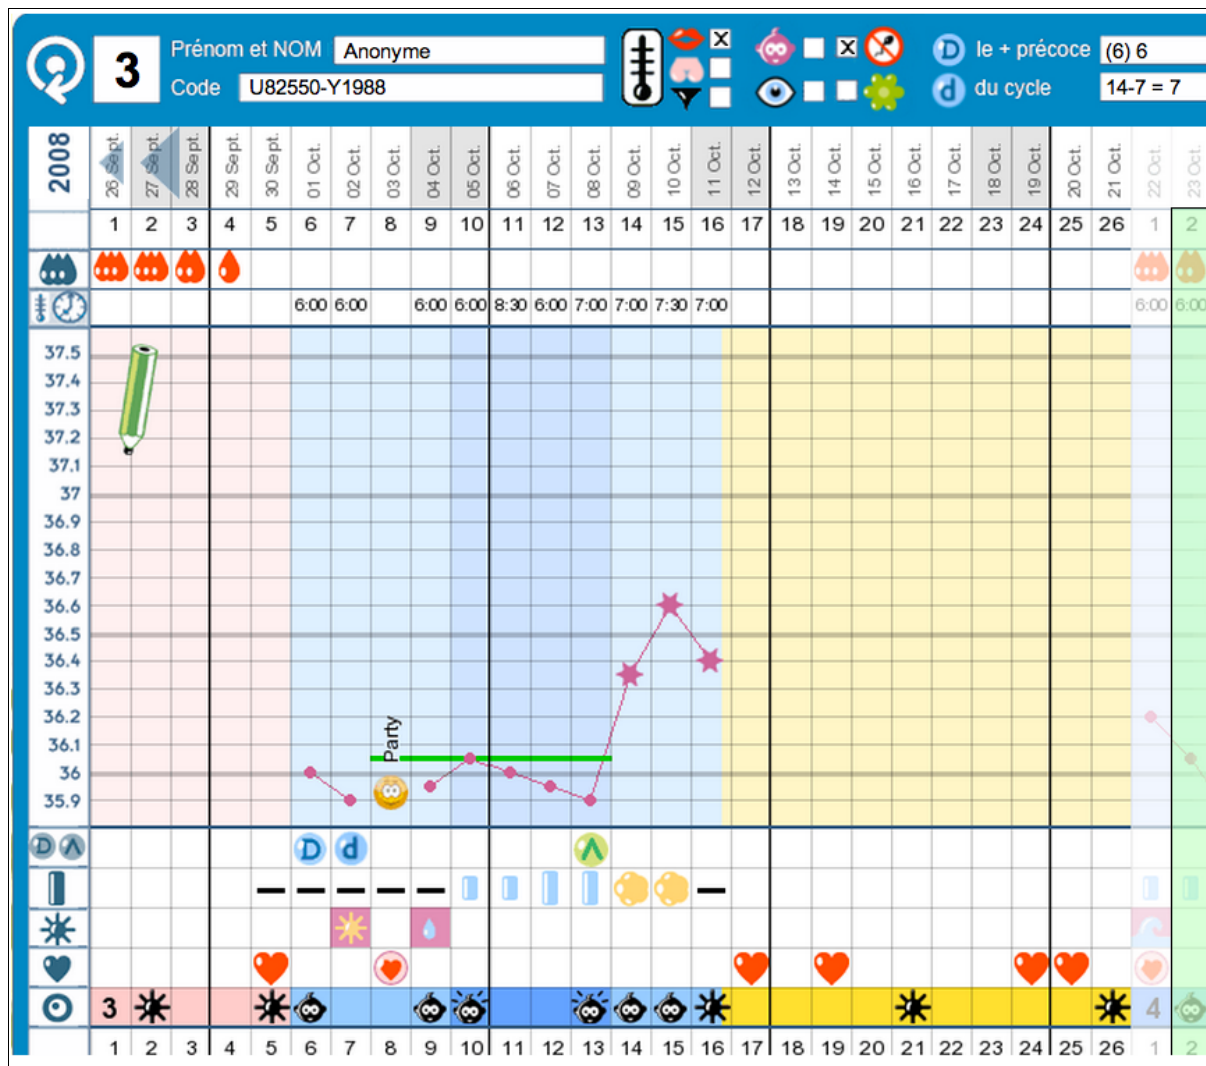 3
Prénom et NOM Anonyme
Code U82550-Y1988
D le + précoce (6) 6
d du cycle 14-7 = 7
2008 26 Sept. 27 Sept. 28 Sept. 29 Sept. 30 Sept. 01 Oct. 02 Oct. 03 Oct. 04 Oct. 05 Oct. 06 Oct. 07 Oct. 08 Oct. 09 Oct. 10 Oct. 11 Oct. 12 Oct. 13 Oct. 14 Oct. 15 Oct. 16 Oct. 17 Oct. 18 Oct. 19 Oct. 20 Oct. 21 Oct. 22 Oct. 23 Oct.
1 2 3 4 5 6 7 8 9 10 11 12 13 14 15 16 17 18 19 20 21 22 23 24 25 26 1 2
6:00 6:00 6:00 6:00 8:30 6:00 7:00 7:00 7:30 7:00 6:00 6:00
37.5
37.4
37.3
37.2
37.1
37
36.9
36.8
36.7
36.6
36.5
36.4
36.3
36.2
36.1
36
35.9
Party
D Λ D d Λ
3 4
1 2 3 4 5 6 7 8 9 10 11 12 13 14 15 16 17 18 19 20 21 22 23 24 25 26 1 2